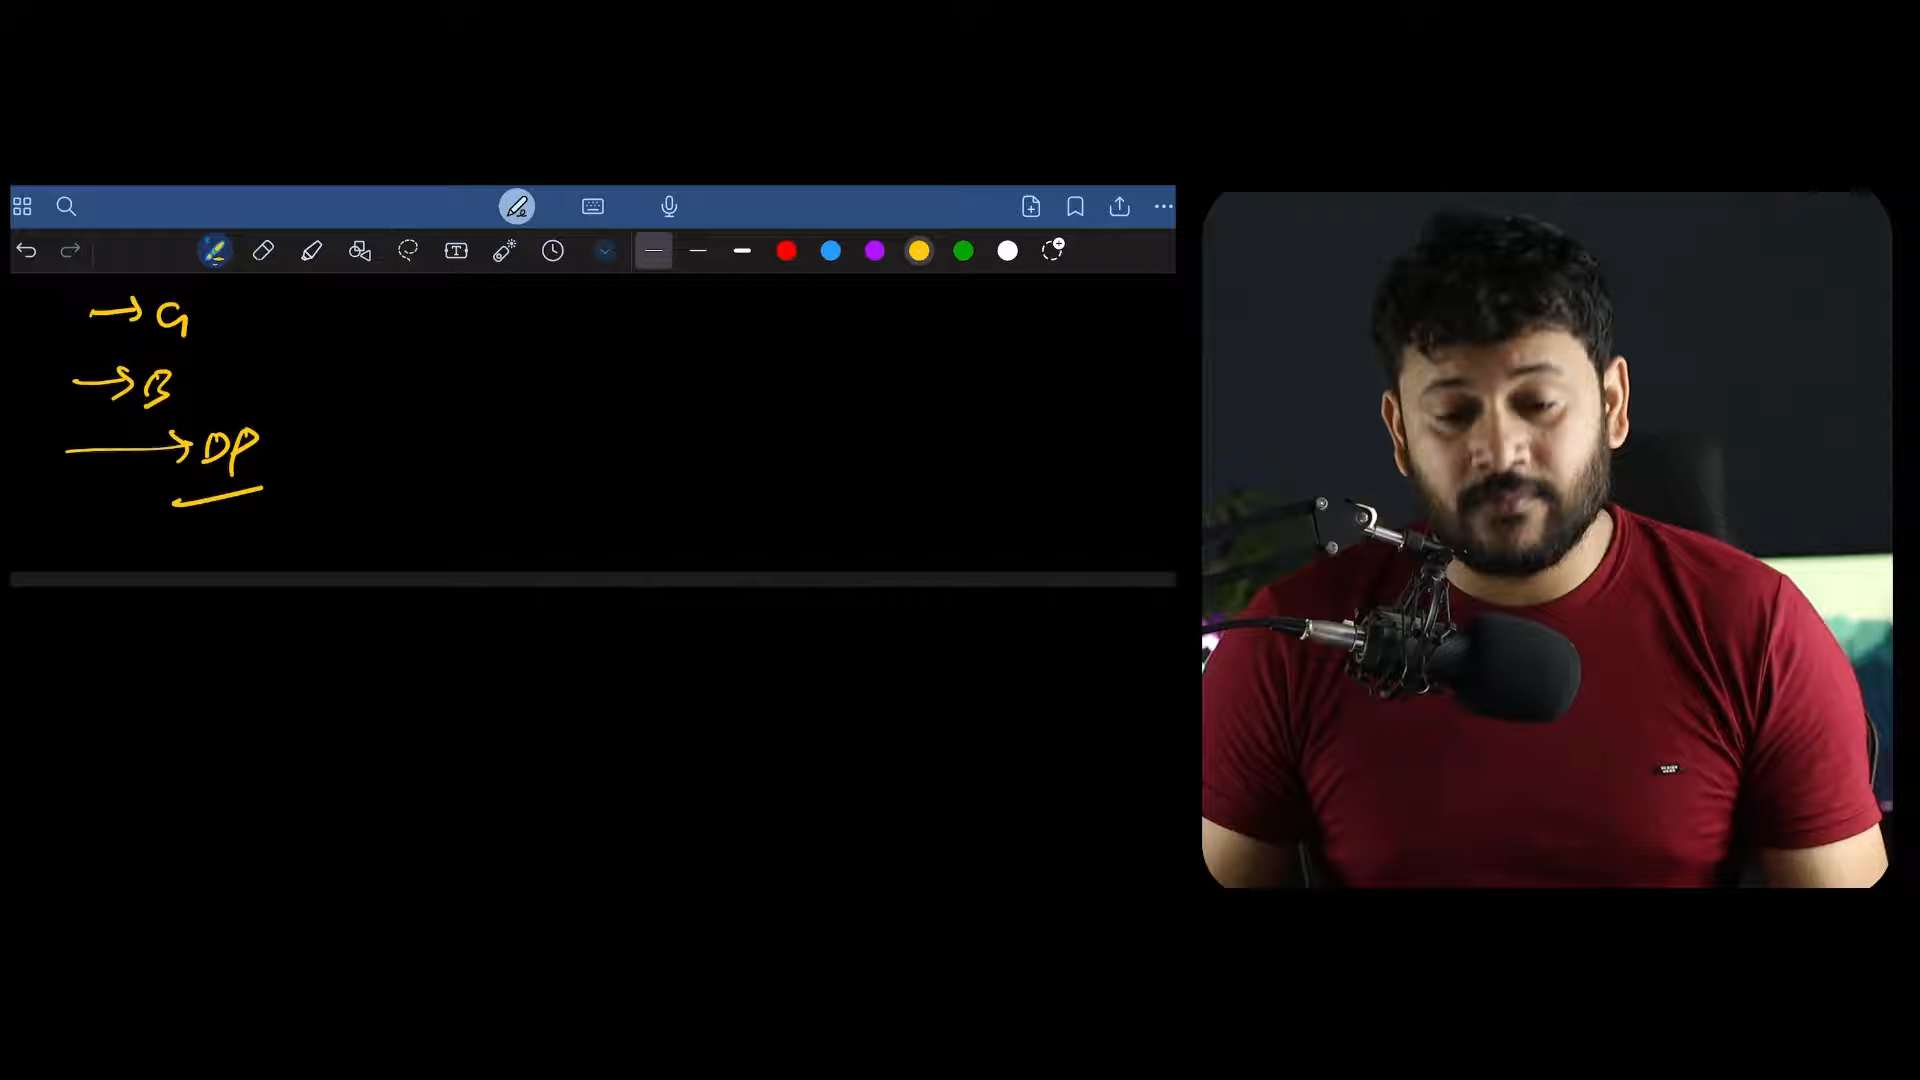 → G
→ B
→ DP